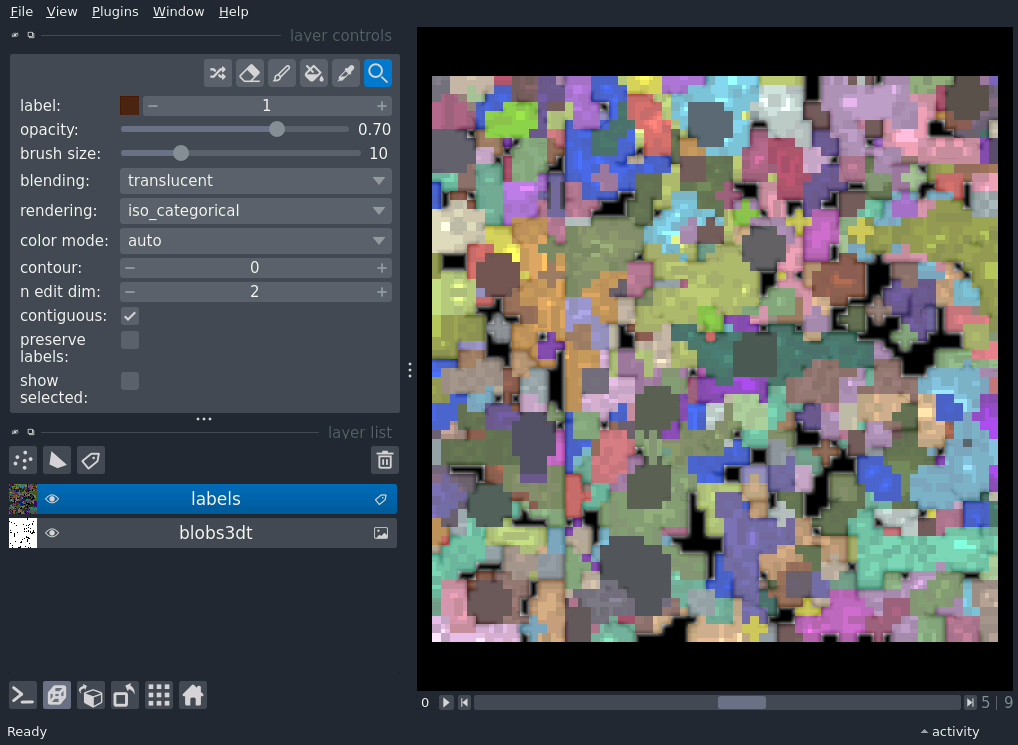 File View Plugins Window Help
layer controls
label: 1
opacity: 0.70
brush size: 10
blending: translucent
rendering: iso_categorical
color mode: auto
contour: 0
n edit dim: 2
contiguous:
preserve
labels:
show
selected:
layer list
labels
blobs3dt
0 5 | 9
Ready activity